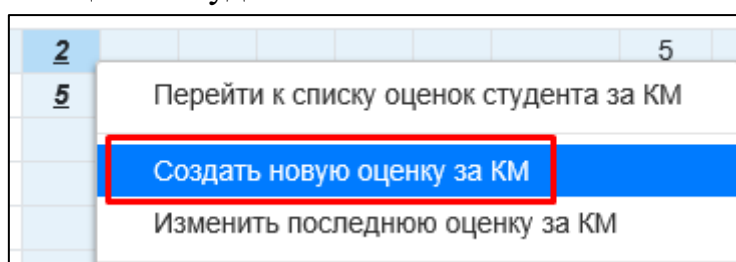 2 5
5 Перейти к списку оценок студента за КМ
Создать новую оценку за КМ
Изменить последнюю оценку за КМ